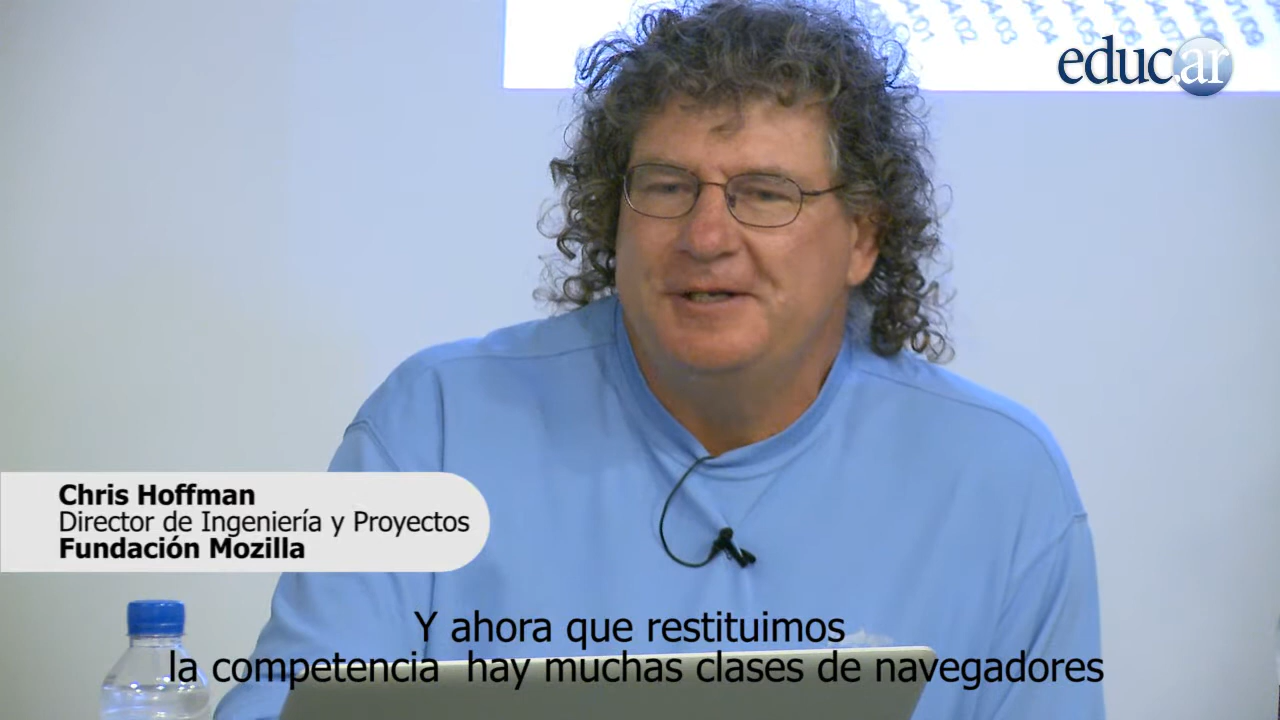 educ.ar
Chris Hoffman
Director de Ingeniería y Proyectos
Fundación Mozilla
Y ahora que restituimos
la competencia hay muchas clases de navegadores